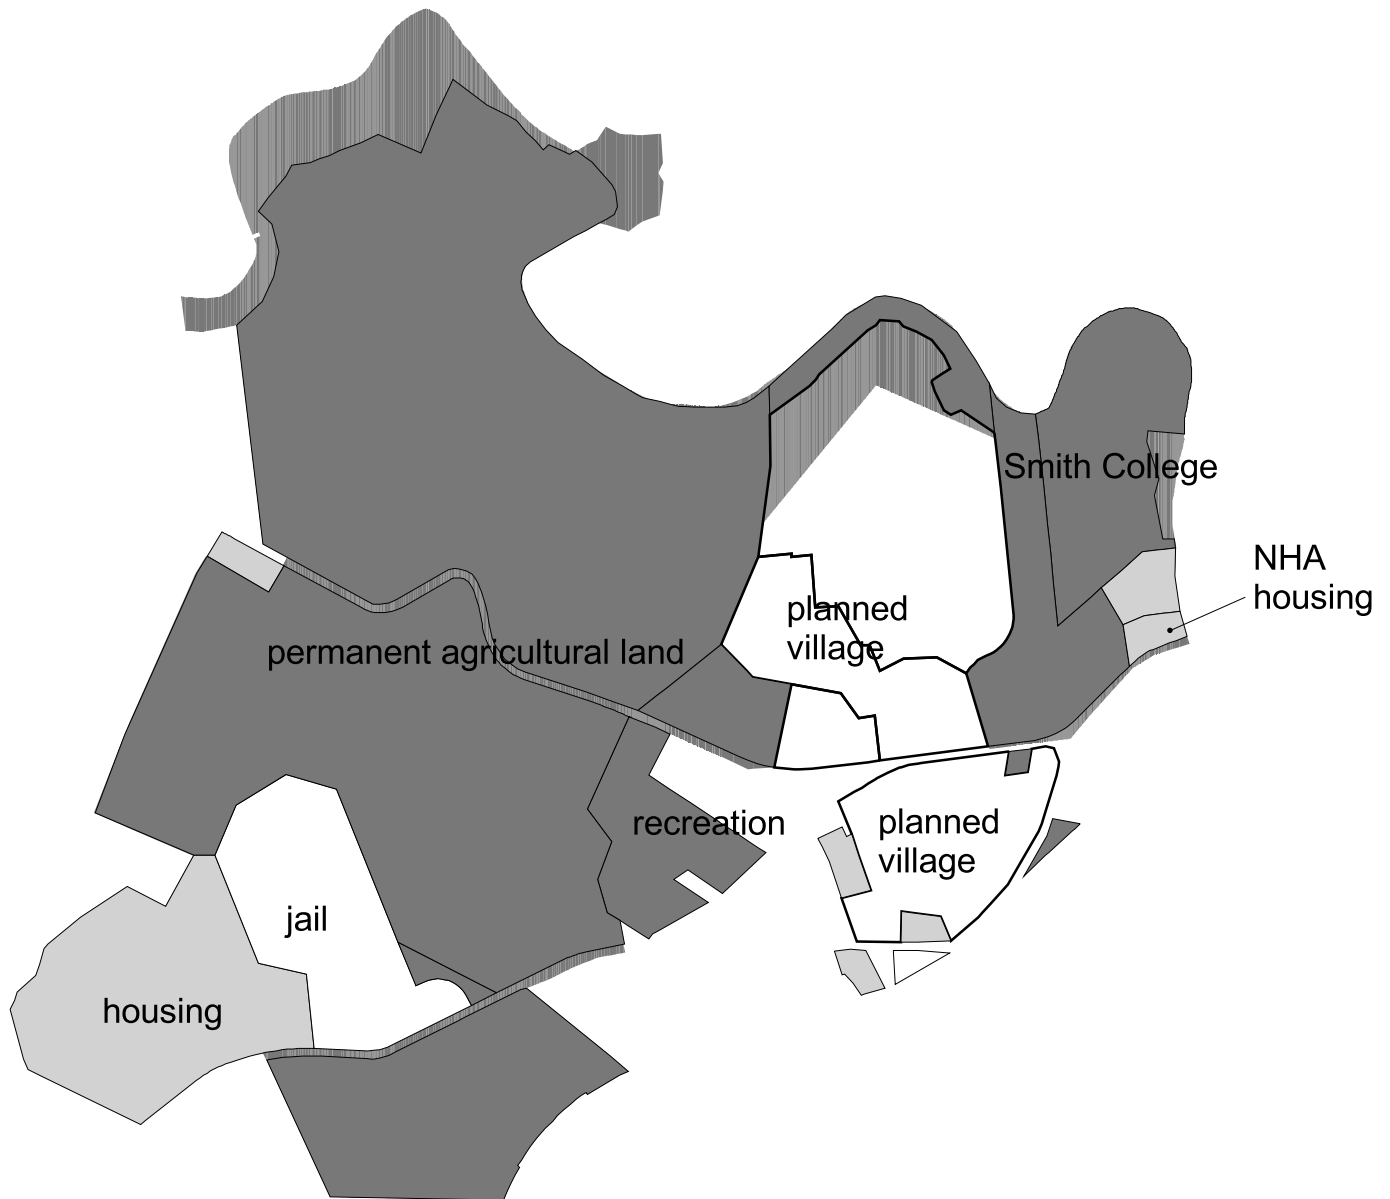 Smith College
NHA
housing
planned
village
permanent agricultural land
recreation
planned
village
jail
housing